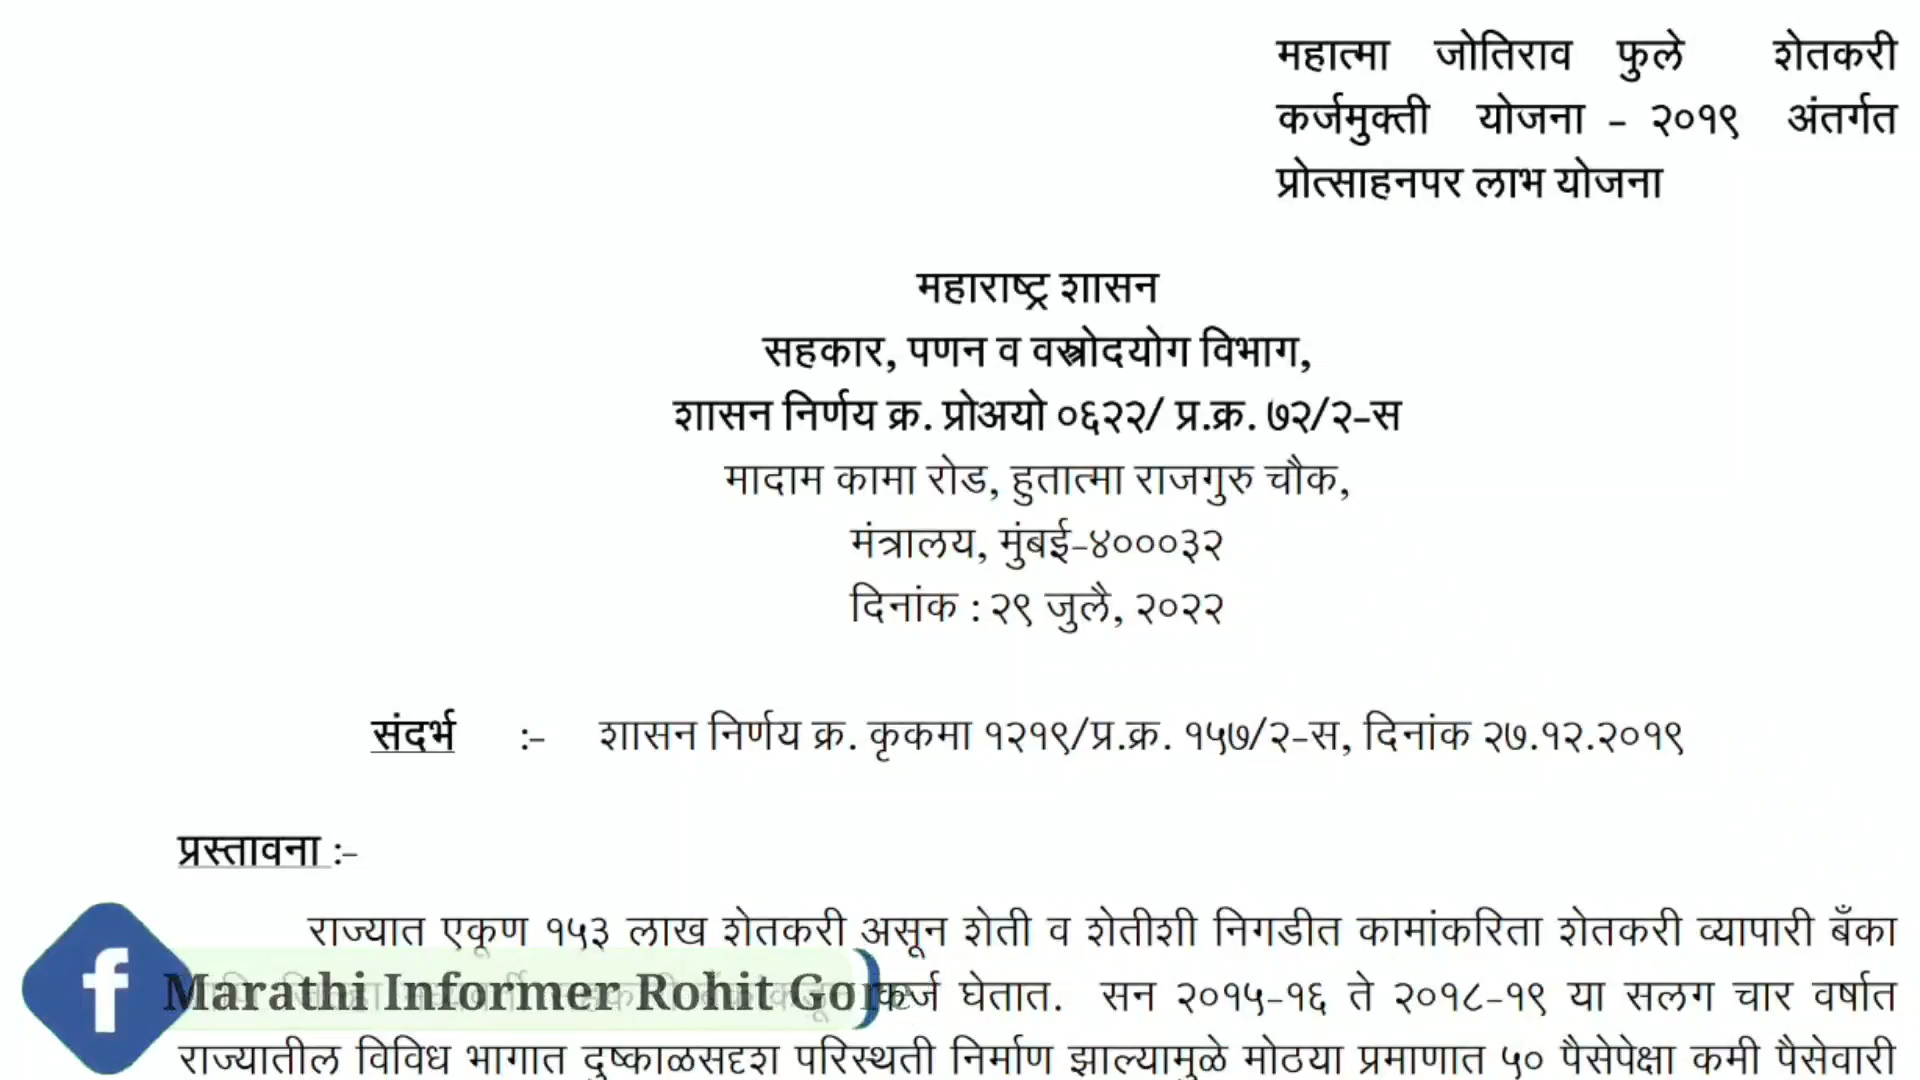 महात्मा जोतिराव फुले शेतकरी
कर्जमुक्ती योजना - २०१९ अंतर्गत
प्रोत्साहनपर लाभ योजना
महाराष्ट्र शासन
सहकार, पणन व वस्त्रोदयोग विभाग,
शासन निर्णय क्र. प्रोअयो ०६२२/ प्र.क्र. ७२/२-स
मादाम कामा रोड, हुतात्मा राजगुरु चौक,
मंत्रालय, मुंबई-४०००३२
दिनांक : २९ जुलै, २०२२
संदर्भ :- शासन निर्णय क्र. कृकमा १२१९/प्र.क्र. १५७/२-स, दिनांक २७.१२.२०१९
प्रस्तावना :-
राज्यात एकूण १५३ लाख शेतकरी असून शेती व शेतीशी निगडीत कामांकरिता शेतकरी व्यापारी बँका
कर्ज घेतात. सन २०१५-१६ ते २०१८-१९ या सलग चार वर्षात
राज्यातील विविध भागात दुष्काळसदृश परिस्थती निर्माण झाल्यामुळे मोठया प्रमाणात ५० पैसेपेक्षा कमी पैसेवारी
f
Marathi Informer Rohit Gore